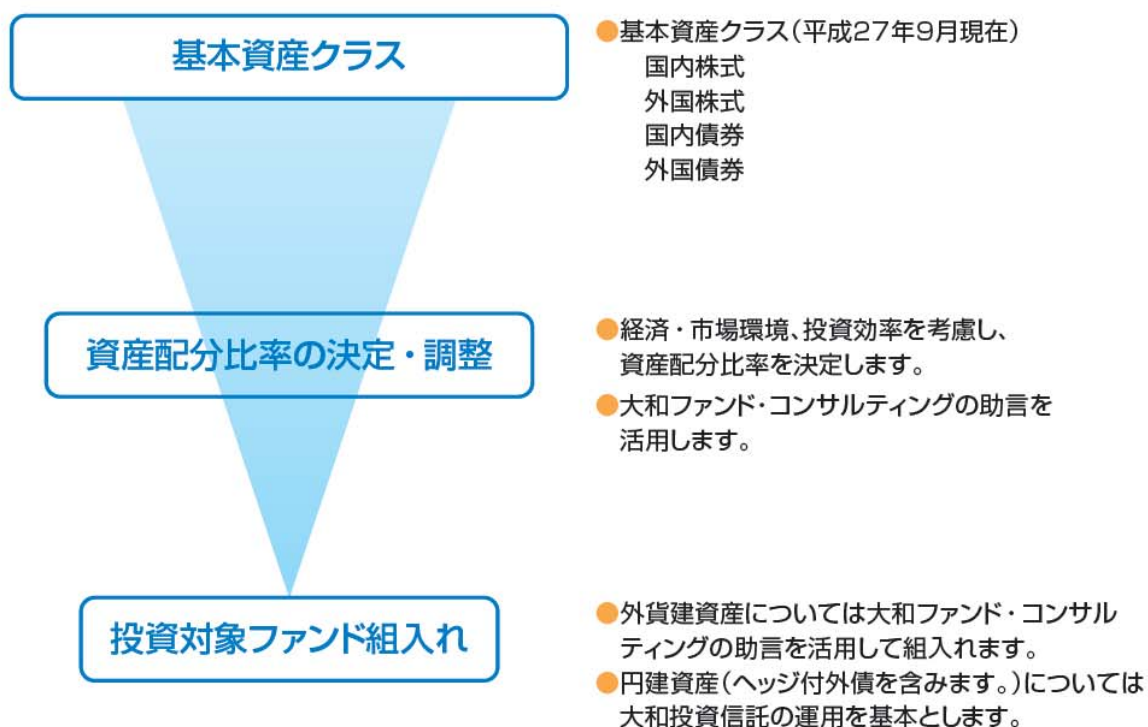 基本資産クラス
●基本資産クラス(平成27年9月現在)
国内株式
外国株式
国内債券
外国債券
資産配分比率の決定・調整
●経済・市場環境、投資効率を考慮し、
資産配分比率を決定します。
●大和ファンド・コンサルティングの助言を
活用します。
投資対象ファンド組入れ
●外貨建資産については大和ファンド・コンサル
ティングの助言を活用して組入れます。
●円建資産(ヘッジ付外債を含みます。)については
大和投資信託の運用を基本とします。